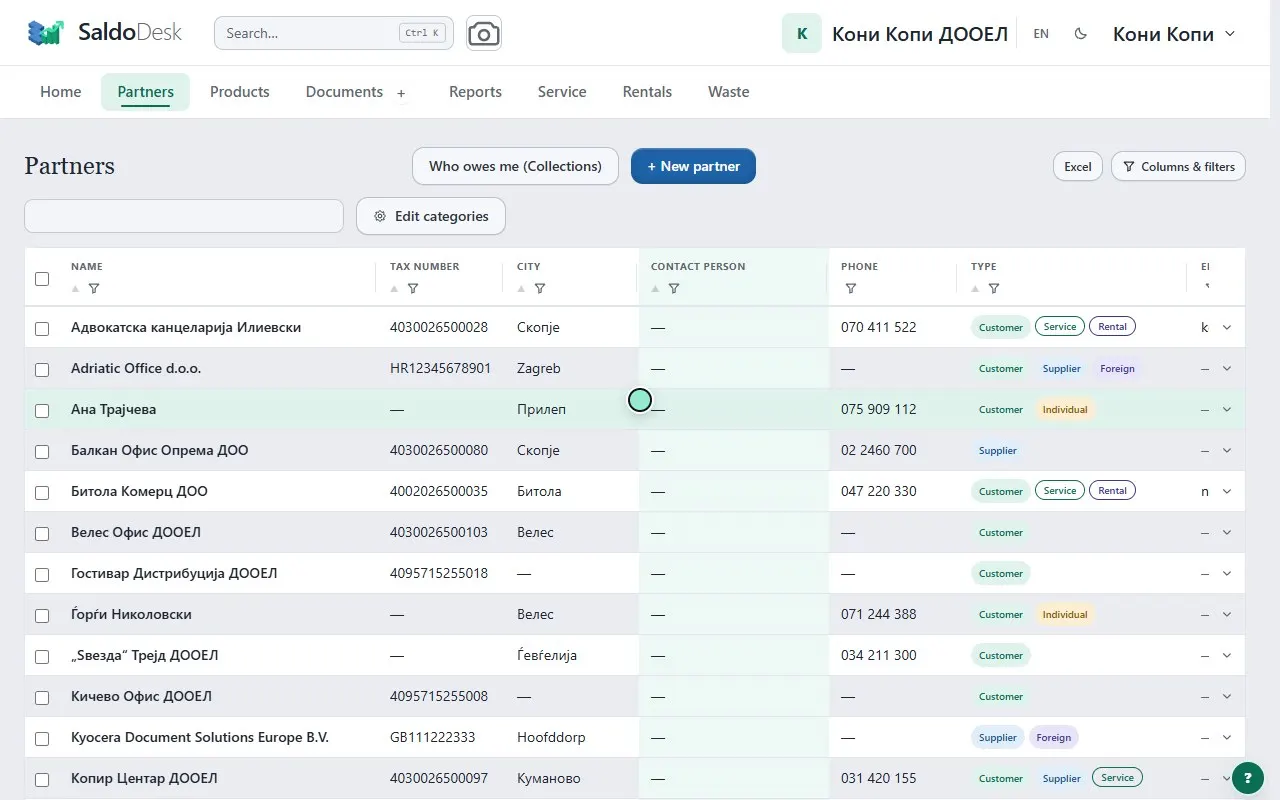 SaldoDesk
Search... Ctrl K
K Кони Копи ДООЕЛ EN Кони Копи
Home Partners Products Documents + Reports Service Rentals Waste
Partners Who owes me (Collections) + New partner Excel Columns & filters
Edit categories
NAME TAX NUMBER CITY CONTACT PERSON PHONE TYPE
Адвокатска канцеларија Илиевски 4030026500028 Скопје — 070 411 522 Customer Service Rental
Adriatic Office d.o.o. HR12345678901 Zagreb — — Customer Supplier Foreign —
Ана Трајчева — Прилеп — 075 909 112 Customer Individual —
Балкан Офис Опрема ДОО 4030026500080 Скопје — 02 2460 700 Supplier —
Битола Комерц ДОО 4002026500035 Битола — 047 220 330 Customer Service Rental
Велес Офис ДООЕЛ 4030026500103 Велес — — Customer —
Гостивар Дистрибуција ДООЕЛ 4095715255018 — — — Customer —
Ѓорѓи Николовски — Велес — 071 244 388 Customer Individual —
„Ѕвезда“ Трејд ДООЕЛ — Ѓевѓелија — 034 211 300 Customer —
Кичево Офис ДООЕЛ 4095715255008 — — — Customer —
Kyocera Document Solutions Europe B.V. GB111222333 Hoofddorp — — Supplier Foreign —
Копир Центар ДООЕЛ 4030026500097 Куманово — 031 420 155 Customer Supplier Service —
?